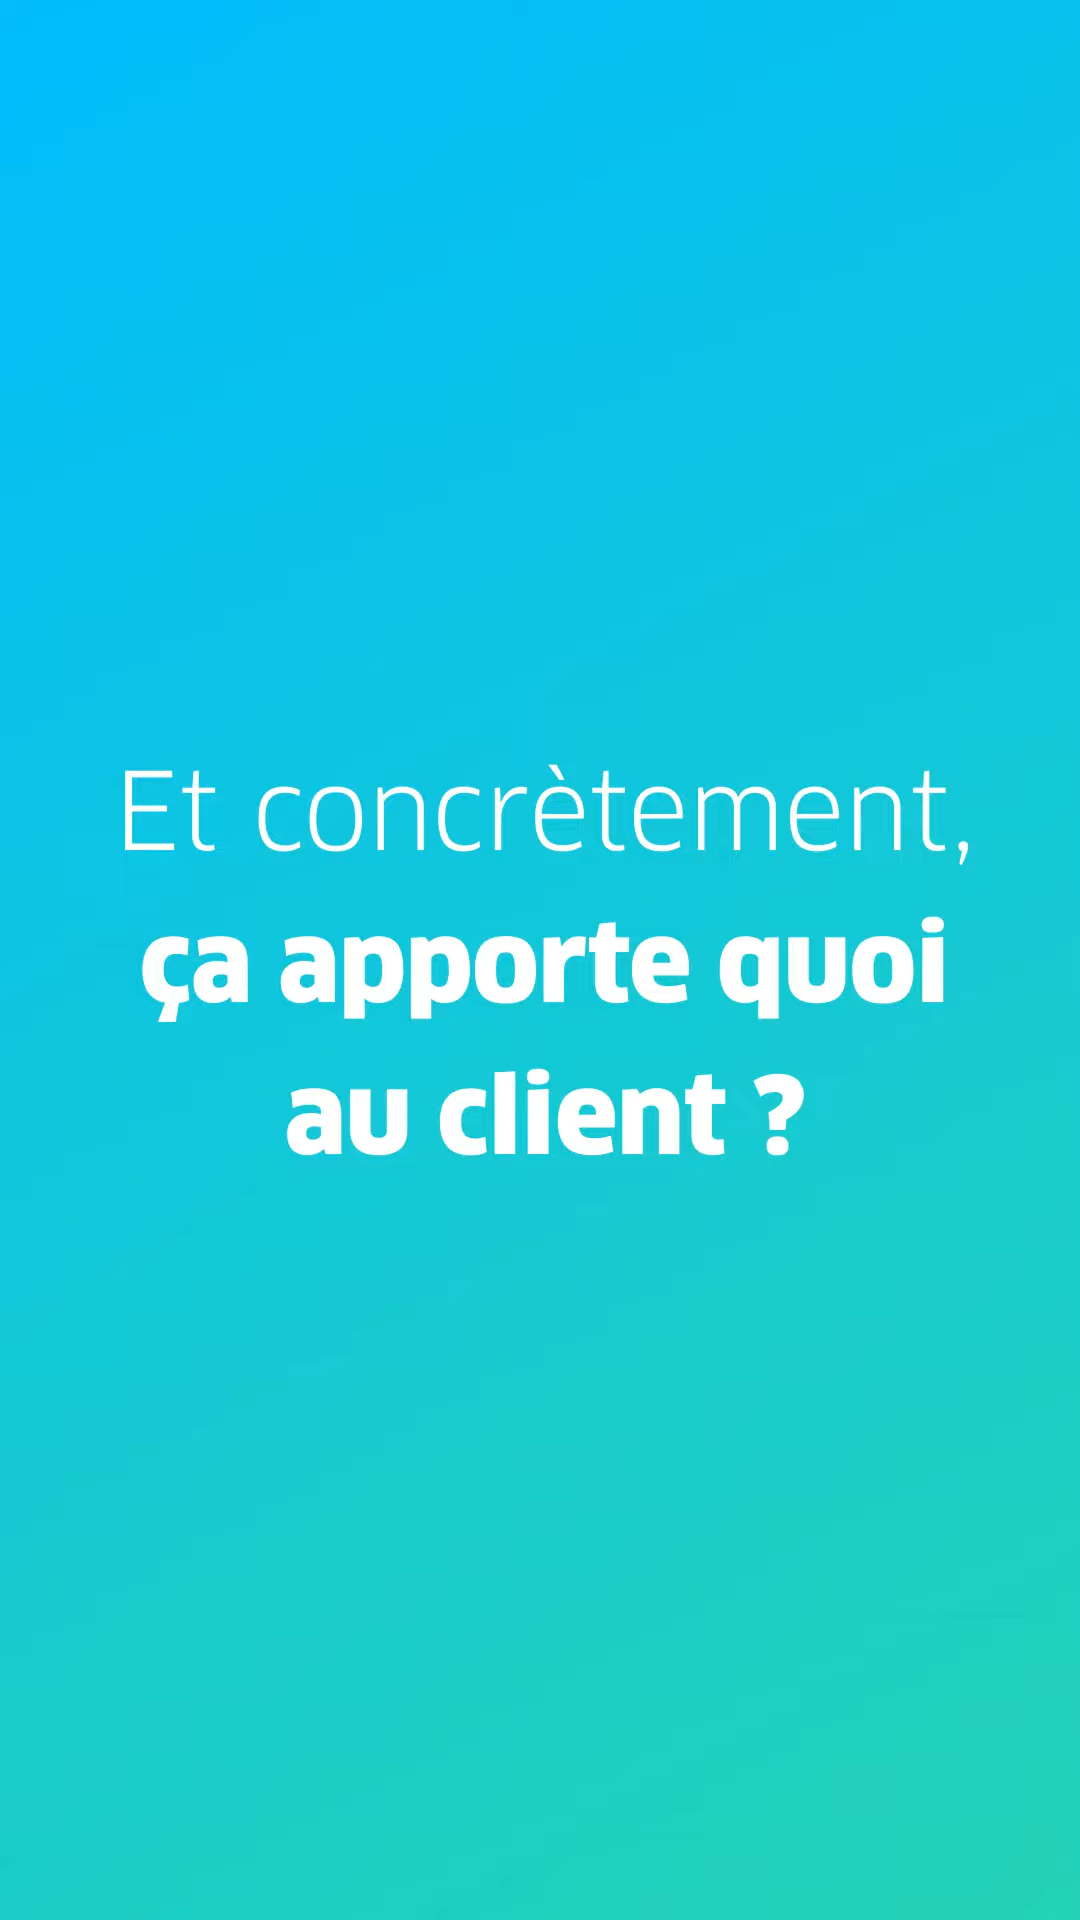 Et concrètement,
ça apporte quoi
au client ?